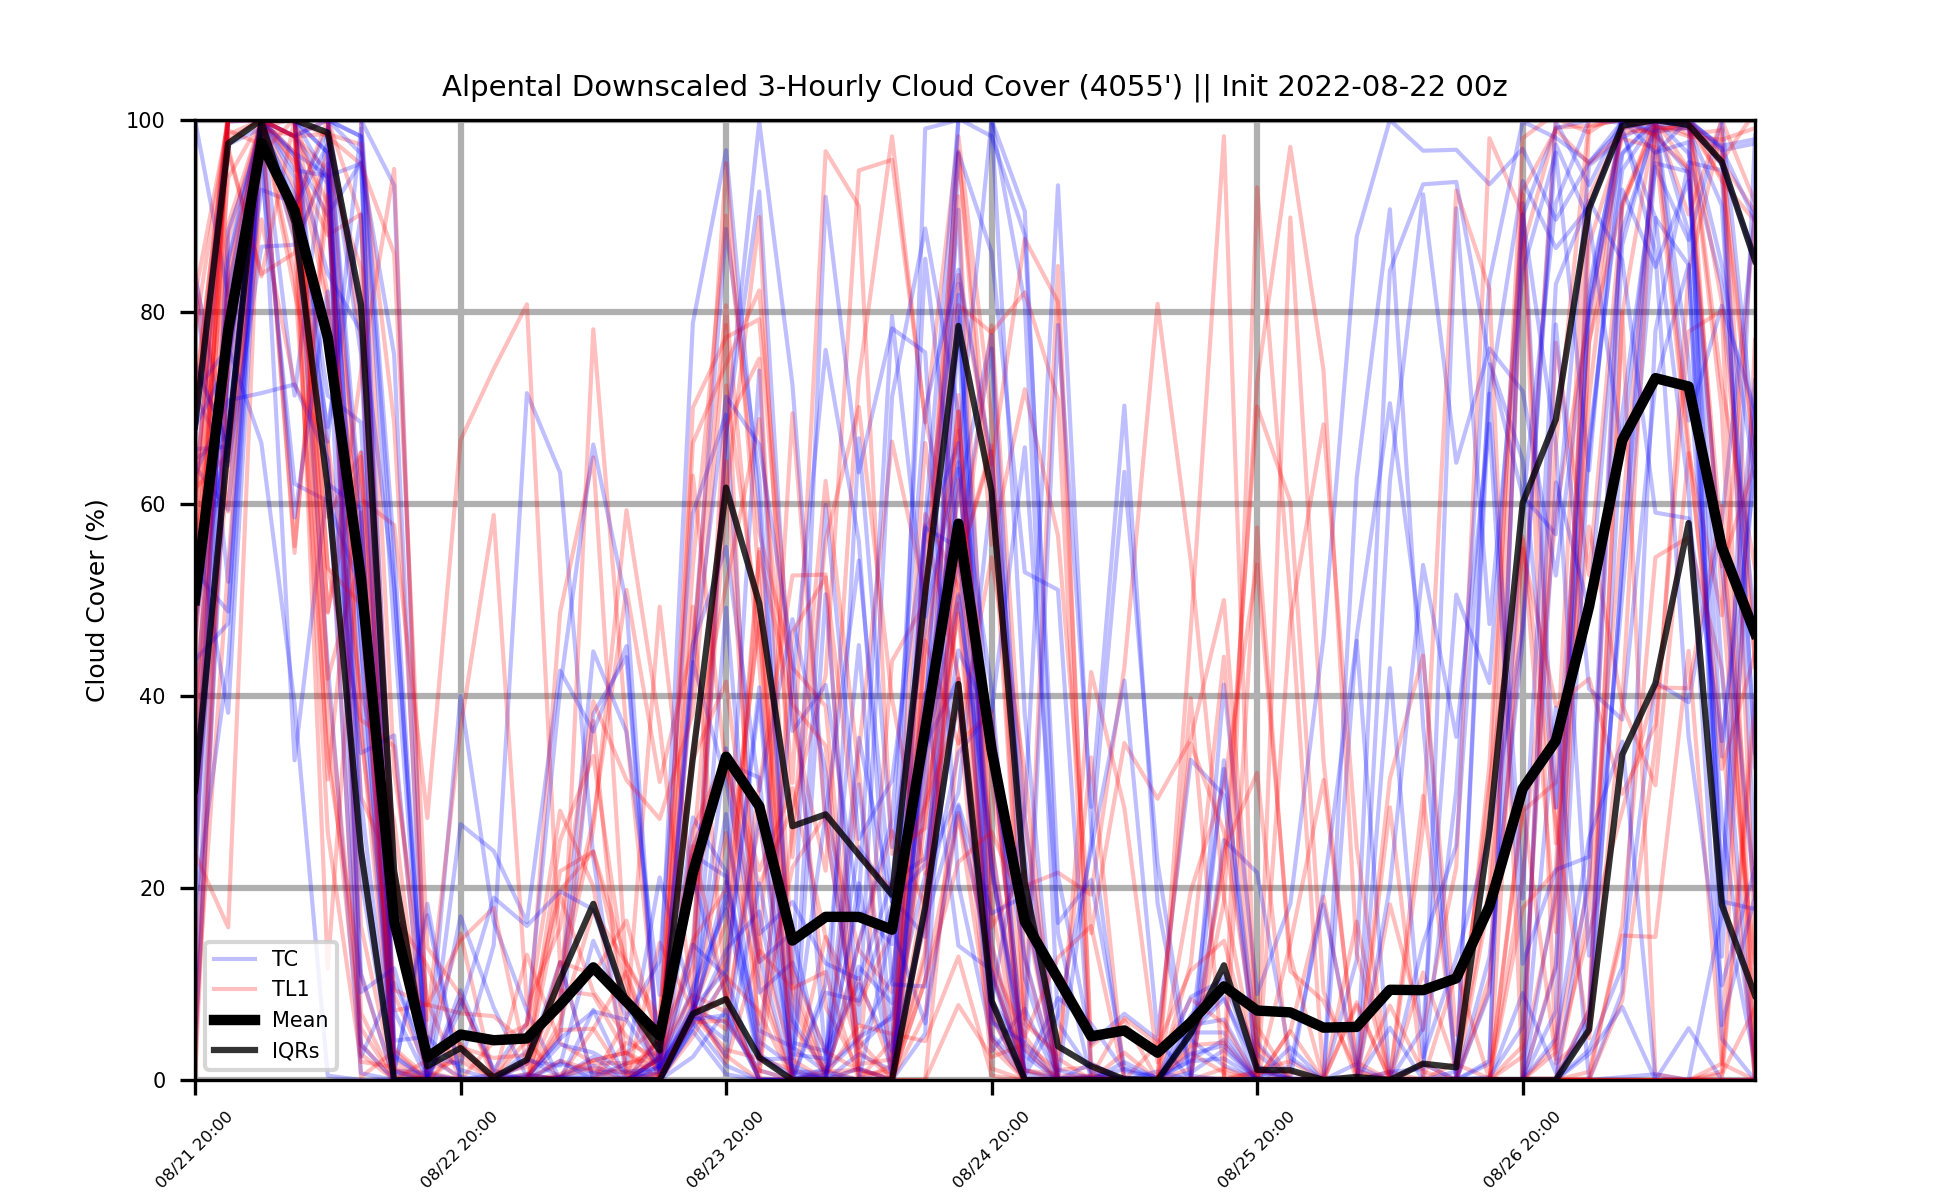 Alpental Downscaled 3-Hourly Cloud Cover (4055') || Init 2022-08-22 00z
Cloud Cover (%)
100
80
60
40
20
0
TC
TL1
Mean
IQRs
08/21 20:00
08/22 20:00
08/23 20:00
08/24 20:00
08/25 20:00
08/26 20:00